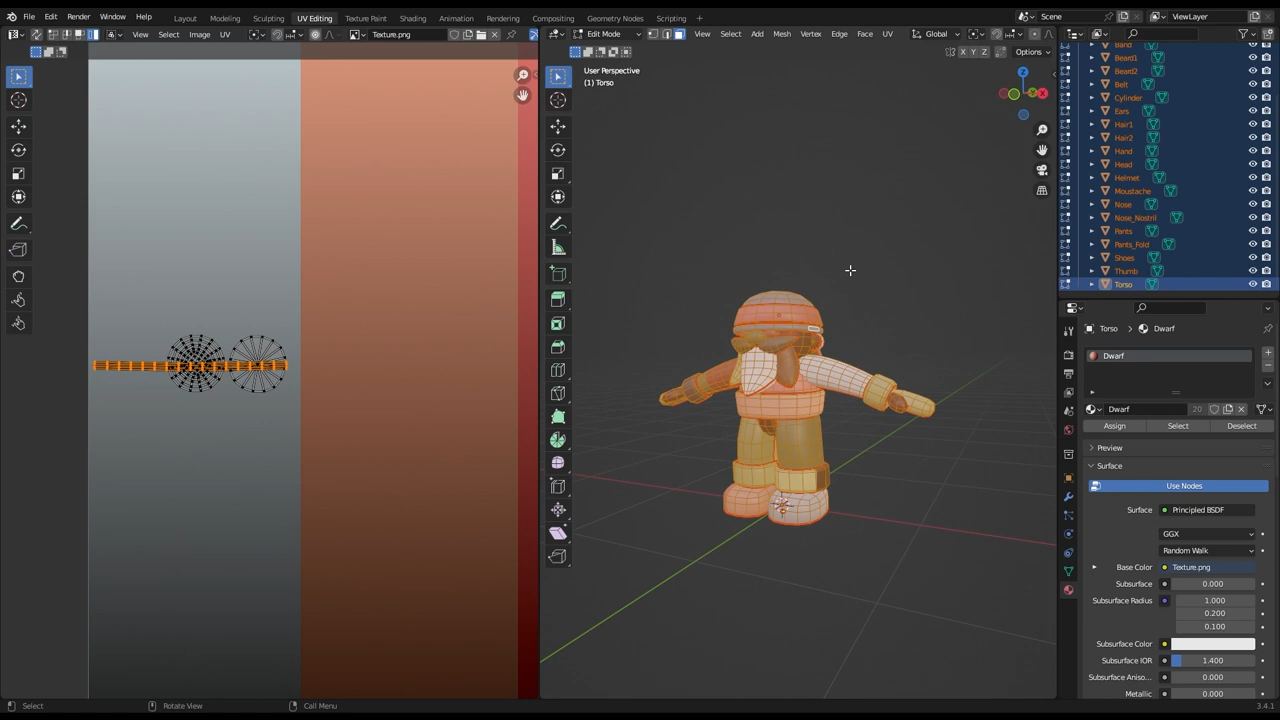 File Edit Render Window Help Layout Modeling Sculpting UV Editing Texture Paint Shading Animation Rendering Compositing Geometry Nodes Scripting + Scene ViewLayer
View Select Image UV Texture.png Edit Mode View Select Add Mesh Vertex Edge Face UV Global
X Y Z Options
User Perspective
(1) Torso
Band
Beard1
Beard2
Belt
Cylinder
Ears
Hair1
Hair2
Hand
Head
Helmet
Moustache
Nose
Nose_Nostril
Pants
Pants_Fold
Shoes
Thumb
Torso
Z
X
Torso Dwarf
Dwarf
Dwarf 20
Assign Select Deselect
Preview
Surface
Use Nodes
Surface Principled BSDF
GGX
Random Walk
Base Color Texture.png
Subsurface 0.000
Subsurface Radius 1.000
0.200
0.100
Subsurface Color
Subsurface IOR 1.400
Subsurface Aniso... 0.000
Metallic 0.000
Select Rotate View Call Menu 3.4.1